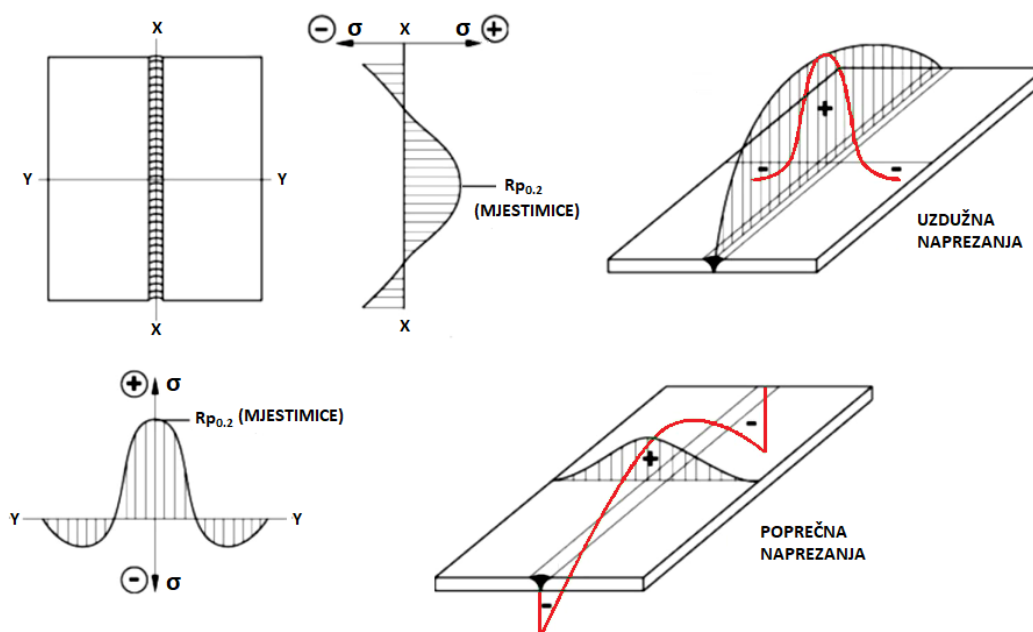 X
Y
Y
X
⊖ σ X σ ⊕
Rp0.2
(MJESTIMICE)
X
+
-
-
UZDUŽNA
NAPREZANJA
⊕ σ
Rp0.2 (MJESTIMICE)
Y
Y
⊖ σ
-
+
-
POPREČNA
NAPREZANJA